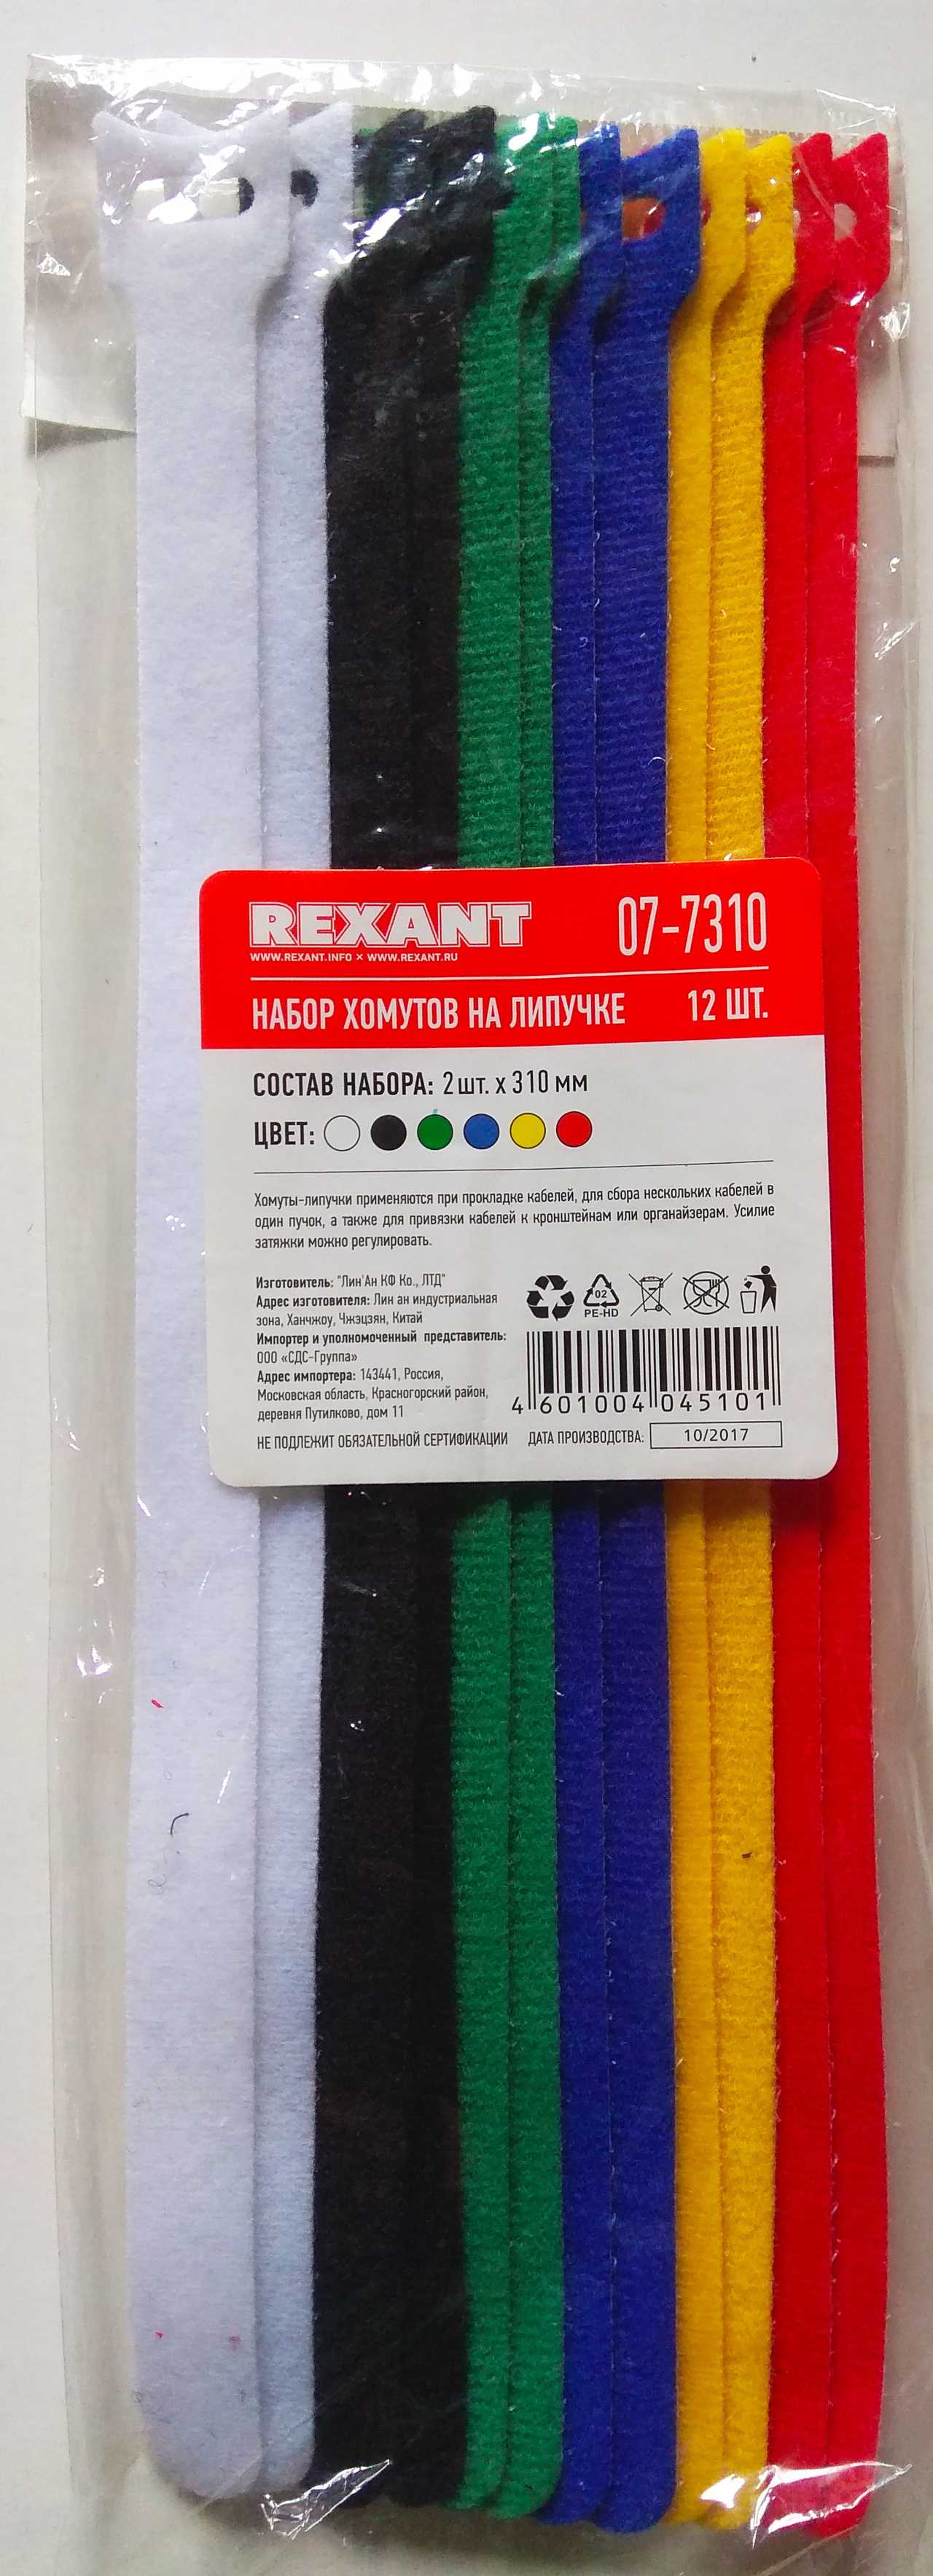 REXANT 07-7310
WWW.REXANT.INFO × WWW.REXANT.RU
НАБОР ХОМУТОВ НА ЛИПУЧКЕ 12 ШТ.
СОСТАВ НАБОРА: 2 шт. x 310 мм
ЦВЕТ:
Хомуты-липучки применяются при прокладке кабелей, для сбора нескольких кабелей в
один пучок, а также для привязки кабелей к кронштейнам или органайзерам. Усилие
затяжки можно регулировать.
Изготовитель: "Лин'Ан КФ Ко., ЛТД"
Адрес изготовителя: Лин ан индустриальная
зона, Ханчжоу, Чжэцзян, Китай
Импортер и уполномоченный представитель:
ООО «СДС-Группа»
Адрес импортера: 143441, Россия,
Московская область, Красногорский район,
деревня Путилково, дом 11
02
PE-HD
4 601004 045101
НЕ ПОДЛЕЖИТ ОБЯЗАТЕЛЬНОЙ СЕРТИФИКАЦИИ ДАТА ПРОИЗВОДСТВА: 10/2017